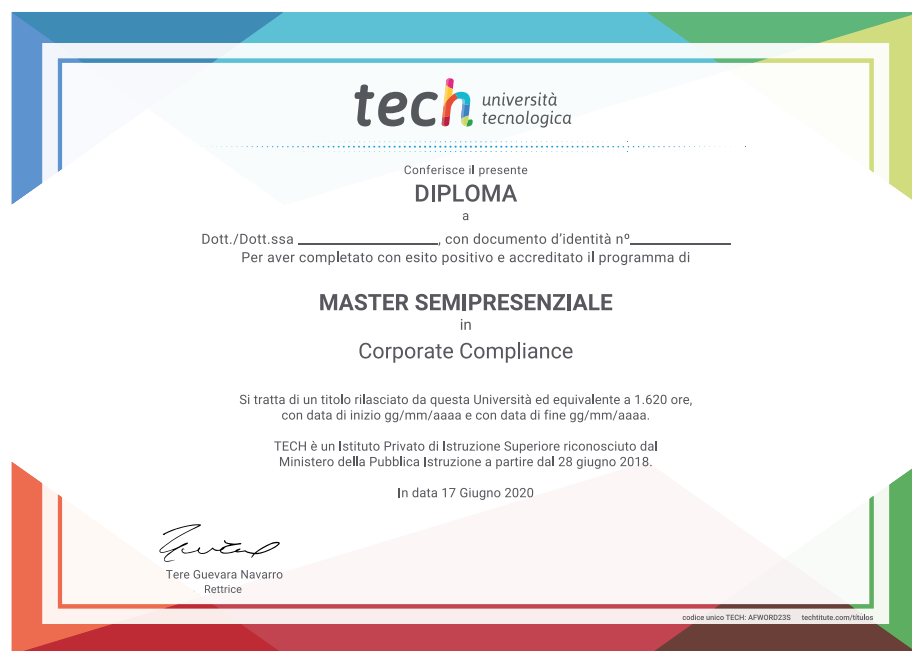 tech università
tecnologica
Conferisce il presente
DIPLOMA
a
Dott./Dott.ssa ____________________, con documento d'identità nº______________
Per aver completato con esito positivo e accreditato il programma di
MASTER SEMIPRESENZIALE
in
Corporate Compliance
Si tratta di un titolo rilasciato da questa Università ed equivalente a 1.620 ore,
con data di inizio gg/mm/aaaa e con data di fine gg/mm/aaaa.
TECH è un Istituto Privato di Istruzione Superiore riconosciuto dal
Ministero della Pubblica Istruzione a partire dal 28 giugno 2018.
In data 17 Giugno 2020
Tere Guevara Navarro
Rettrice
codice unico TECH: AFWORD23S techtitute.com/titulos